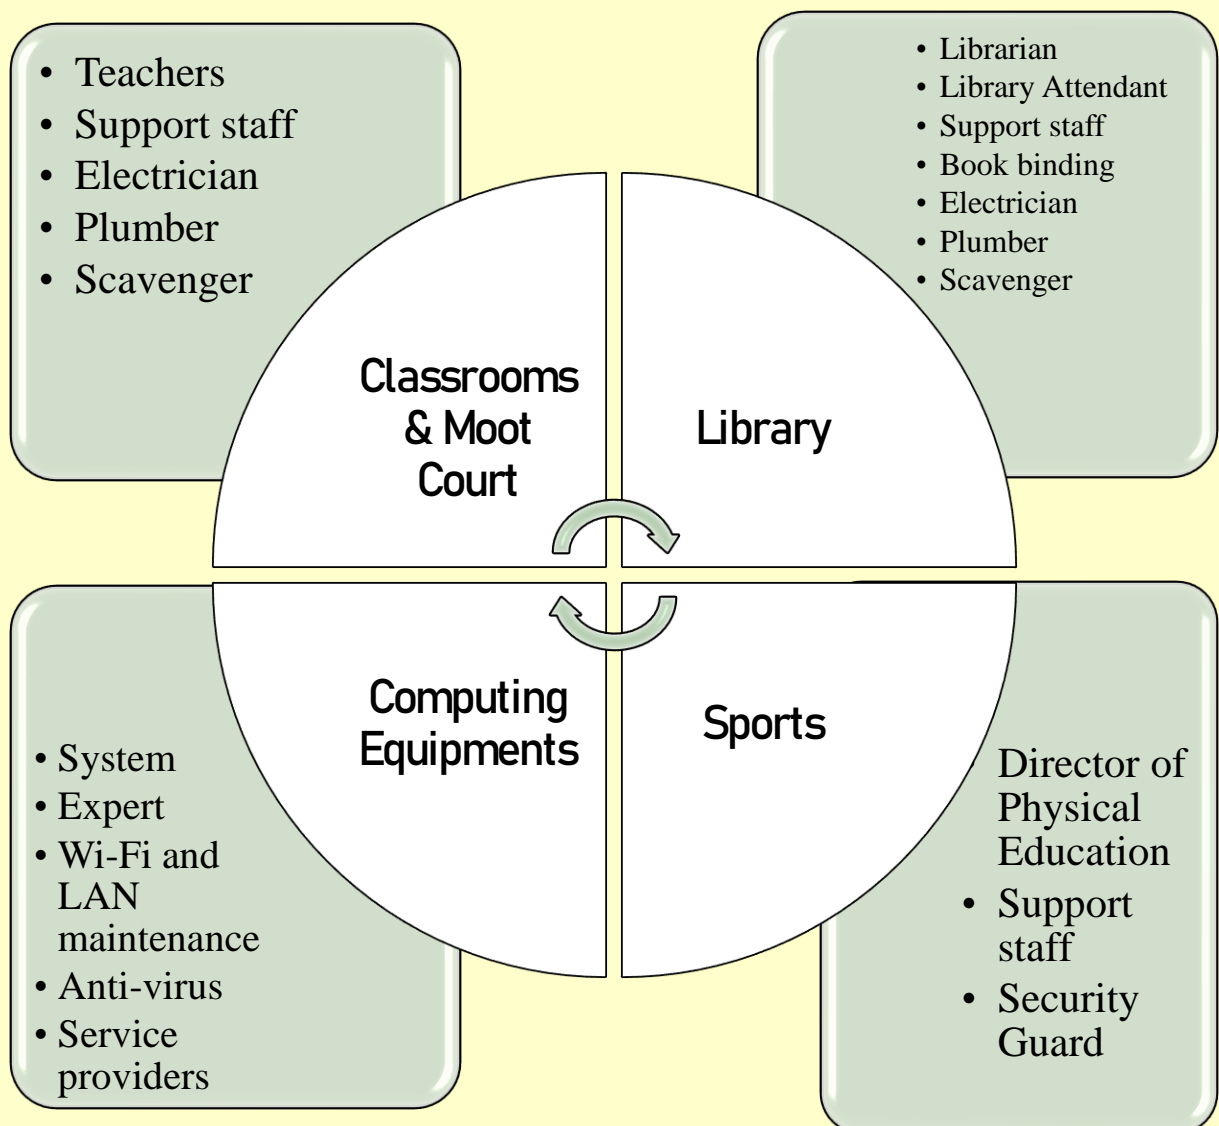 • Teachers
• Support staff
• Electrician
• Plumber
• Scavenger
• Librarian
• Library Attendant
• Support staff
• Book binding
• Electrician
• Plumber
• Scavenger
Classrooms
& Moot
Court
Library
Computing
Equipments
Sports
• System
• Expert
• Wi-Fi and
LAN
maintenance
• Anti-virus
• Service
providers
Director of
Physical
Education
• Support
staff
• Security
Guard